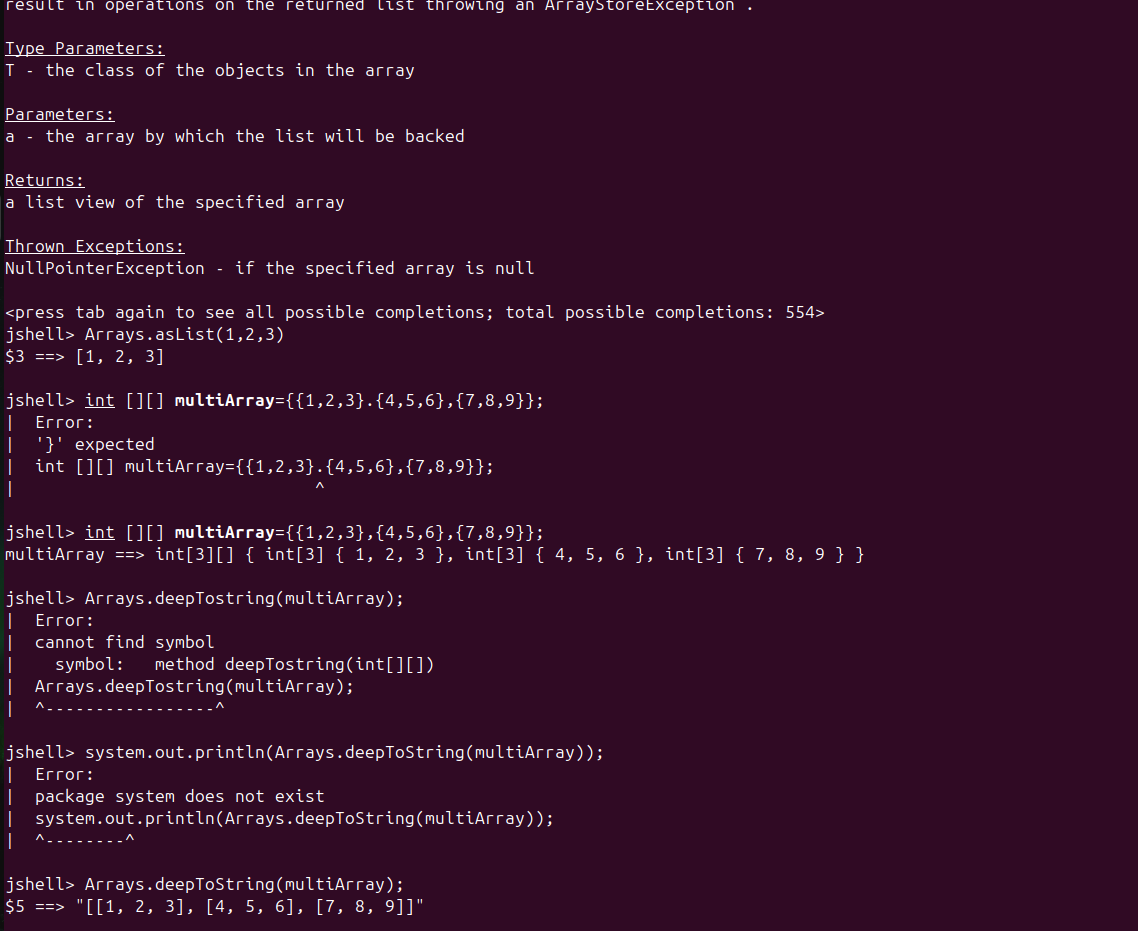 result in operations on the returned list throwing an ArrayStoreException .
Type Parameters:
T - the class of the objects in the array
Parameters:
a - the array by which the list will be backed
Returns:
a list view of the specified array
Thrown Exceptions:
NullPointerException - if the specified array is null
<press tab again to see all possible completions; total possible completions: 554>
jshell> Arrays.asList(1,2,3)
$3 ==> [1, 2, 3]
jshell> int [][] multiArray={{1,2,3}.{4,5,6},{7,8,9}};
|  Error:
|  '}' expected
|  int [][] multiArray={{1,2,3}.{4,5,6},{7,8,9}};
|                              ^
jshell> int [][] multiArray={{1,2,3},{4,5,6},{7,8,9}};
multiArray ==> int[3][] { int[3] { 1, 2, 3 }, int[3] { 4, 5, 6 }, int[3] { 7, 8, 9 } }
jshell> Arrays.deepTostring(multiArray);
|  Error:
|  cannot find symbol
|    symbol:   method deepTostring(int[][])
|  Arrays.deepTostring(multiArray);
|  ^-----------------^
jshell> system.out.println(Arrays.deepToString(multiArray));
|  Error:
|  package system does not exist
|  system.out.println(Arrays.deepToString(multiArray));
|  ^--------^
jshell> Arrays.deepToString(multiArray);
$5 ==> "[[1, 2, 3], [4, 5, 6], [7, 8, 9]]"